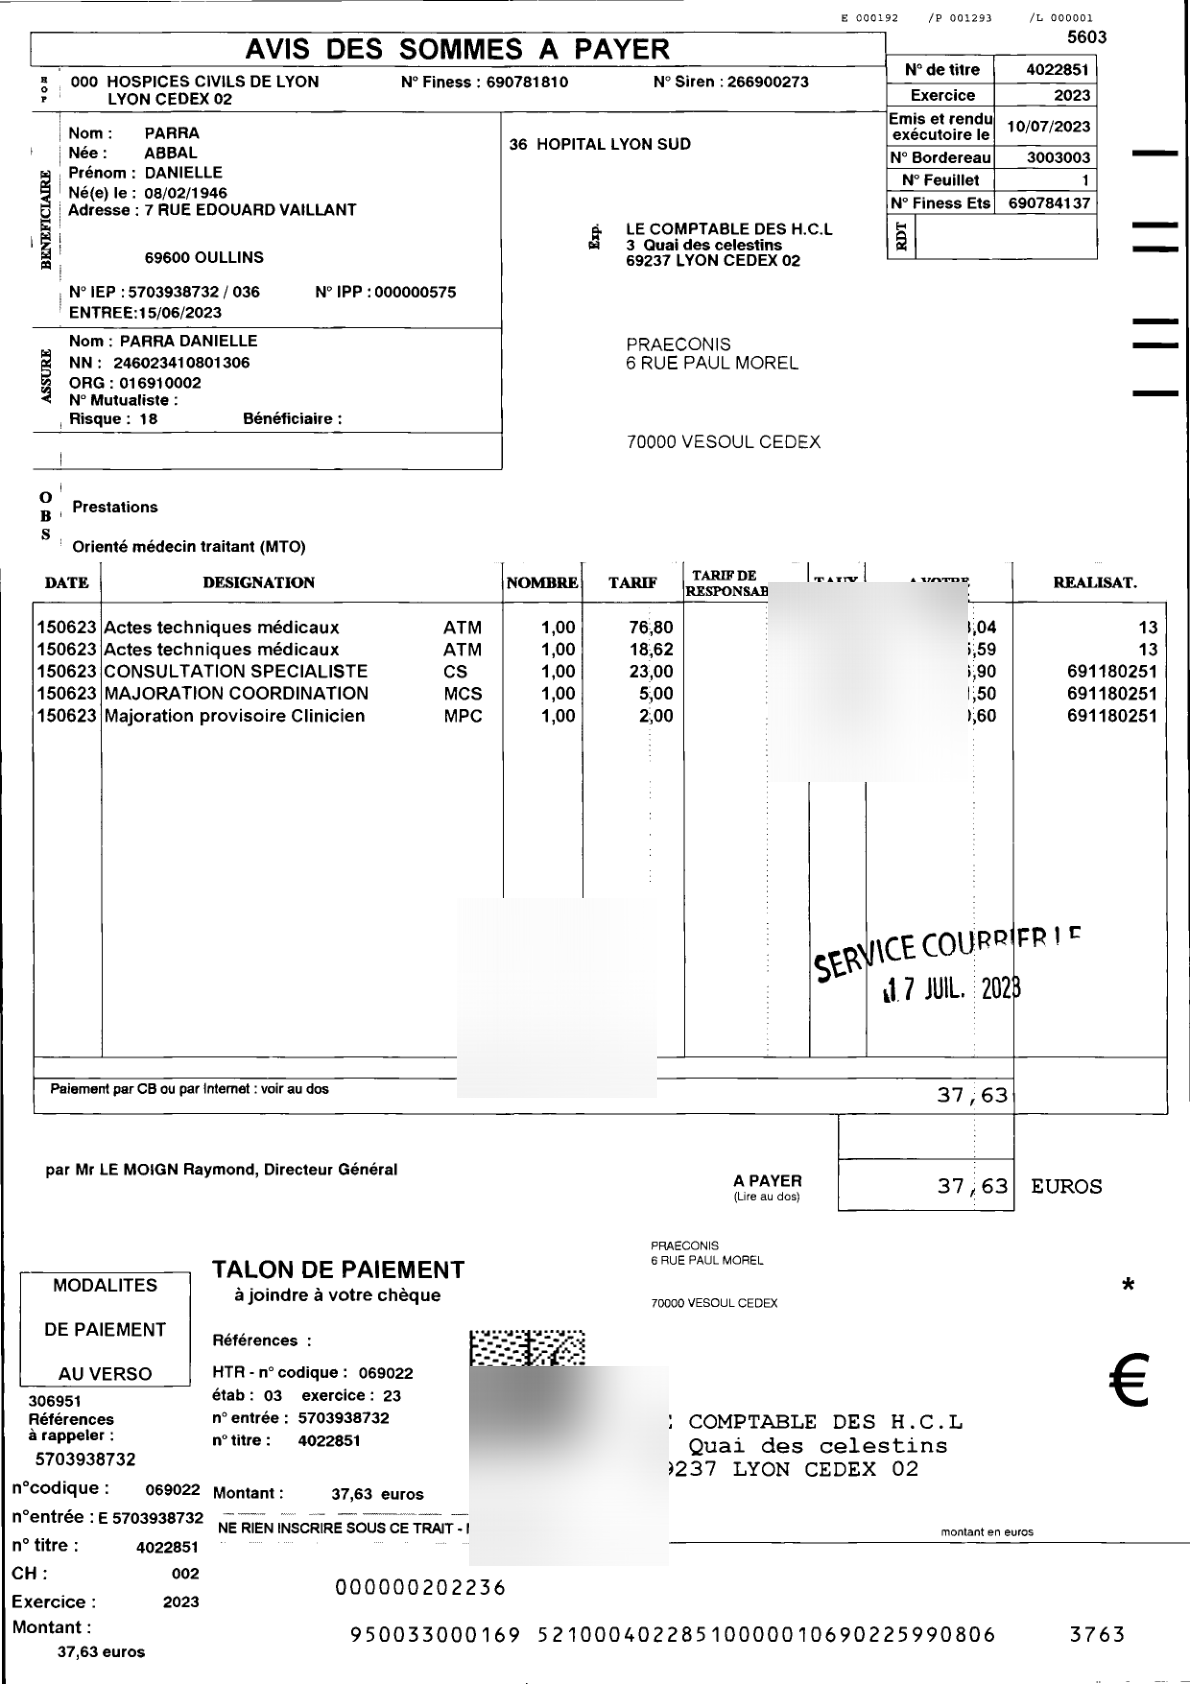 E 000192 /P 001293 /L 000001
5603
AVIS DES SOMMES A PAYER
HOP
000 HOSPICES CIVILS DE LYON N° Finess : 690781810 N° Siren : 266900273
LYON CEDEX 02
N° de titre 4022851
Exercice 2023
Emis et rendu exécutoire le 10/07/2023
N° Bordereau 3003003
N° Feuillet 1
N° Finess Ets 690784137
RDT
BENEFICIAIRE
Nom : PARRA
Née : ABBAL
Prénom : DANIELLE
Né(e) le : 08/02/1946
Adresse : 7 RUE EDOUARD VAILLANT
69600 OULLINS
N° IEP : 5703938732 / 036 N° IPP : 000000575
ENTREE:15/06/2023
36 HOPITAL LYON SUD
Exp.
LE COMPTABLE DES H.C.L
3 Quai des celestins
69237 LYON CEDEX 02
ASSURE
Nom : PARRA DANIELLE
NN : 246023410801306
ORG : 016910002
N° Mutualiste :
Risque : 18 Bénéficiaire :
PRAECONIS
6 RUE PAUL MOREL
70000 VESOUL CEDEX
OBS
Prestations
Orienté médecin traitant (MTO)
DATE DESIGNATION NOMBRE TARIF TARIF DE RESPONSAB TAUX A VOTRE REALISAT.
150623 Actes techniques médicaux ATM 1,00 76,80 ,04 13
150623 Actes techniques médicaux ATM 1,00 18,62 ,59 13
150623 CONSULTATION SPECIALISTE CS 1,00 23,00 ,90 691180251
150623 MAJORATION COORDINATION MCS 1,00 5,00 ,50 691180251
150623 Majoration provisoire Clinicien MPC 1,00 2,00 ,60 691180251
SERVICE COURRIER LE
17 JUIL. 2023
Paiement par CB ou par Internet : voir au dos 37,63
par Mr LE MOIGN Raymond, Directeur Général
A PAYER 37,63 EUROS
(Lire au dos)
PRAECONIS
6 RUE PAUL MOREL
70000 VESOUL CEDEX
*
€
MODALITES
DE PAIEMENT
AU VERSO
TALON DE PAIEMENT
à joindre à votre chèque
Références :
HTR - n° codique : 069022
étab : 03 exercice : 23
n° entrée : 5703938732
n° titre : 4022851
Montant : 37,63 euros
NE RIEN INSCRIRE SOUS CE TRAIT -
COMPTABLE DES H.C.L
Quai des celestins
9237 LYON CEDEX 02
montant en euros
306951
Références
à rappeler :
5703938732
n°codique : 069022
n°entrée : E 5703938732
n° titre : 4022851
CH : 002
Exercice : 2023
Montant :
37,63 euros
000000202236
950033000169 521000402285100000106902259908​06 3763